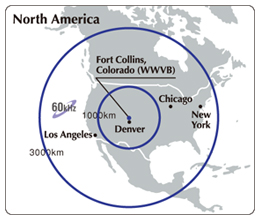 North America
Fort Collins,
Colorado (WWVB)
60kHz
1000km
Chicago
Denver
New
York
Los Angeles
3000km